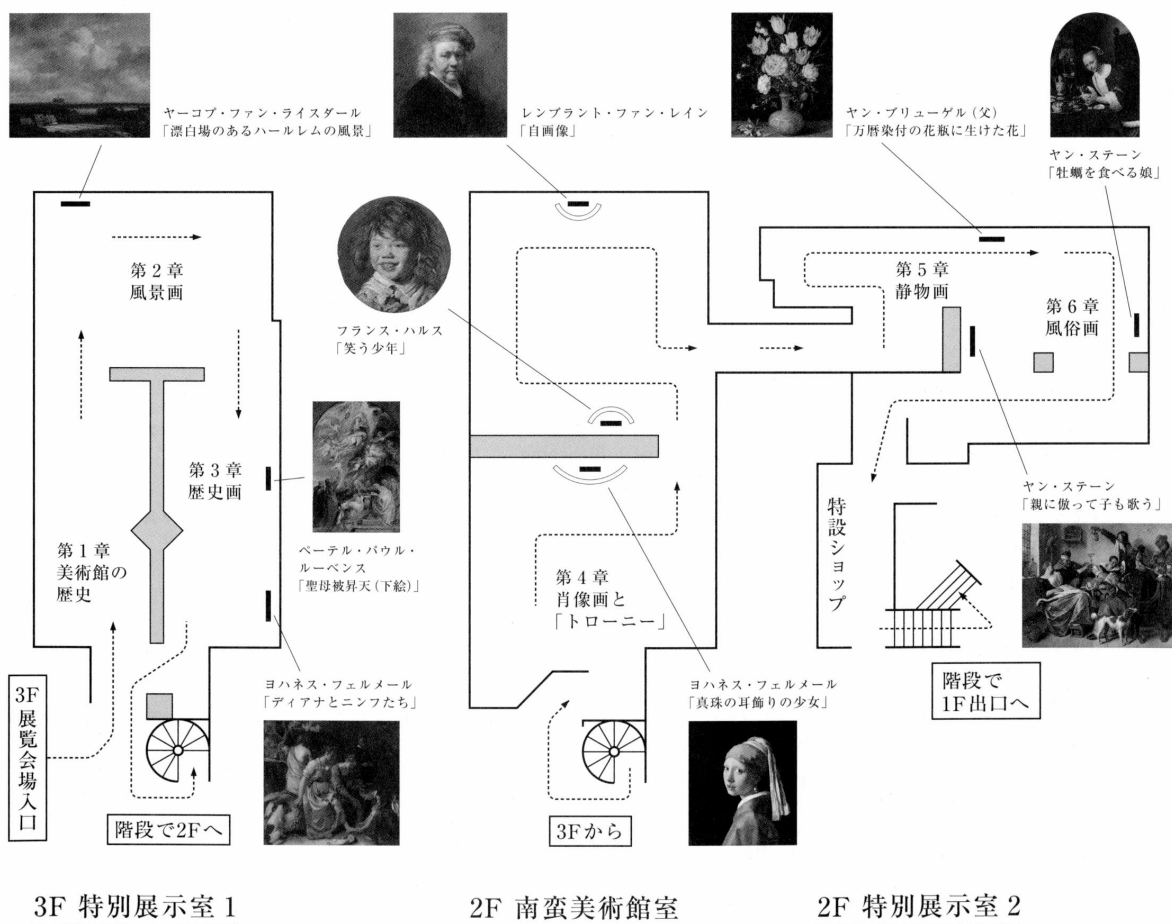 ヤーコプ・ファン・ライスダール
「漂白場のあるハールレムの風景」
レンブラント・ファン・レイン
「自画像」
ヤン・ブリューゲル(父)
「万暦染付の花瓶に生けた花」
ヤン・ステーン
「牡蠣を食べる娘」
第2章
風景画
フランス・ハルス
「笑う少年」
第5章
静物画
第6章
風俗画
第3章
歴史画
ペーテル・パウル・
ルーベンス
「聖母被昇天(下絵)」
第1章
美術館の
歴史
第4章
肖像画と
「トローニー」
特設ショップ
ヤン・ステーン
「親に倣って子も歌う」
ヨハネス・フェルメール
「ディアナとニンフたち」
ヨハネス・フェルメール
「真珠の耳飾りの少女」
階段で
1F出口へ
3F展覧会場入口
階段で2Fへ
3Fから
3F 特別展示室1
2F 南蛮美術館室
2F 特別展示室2